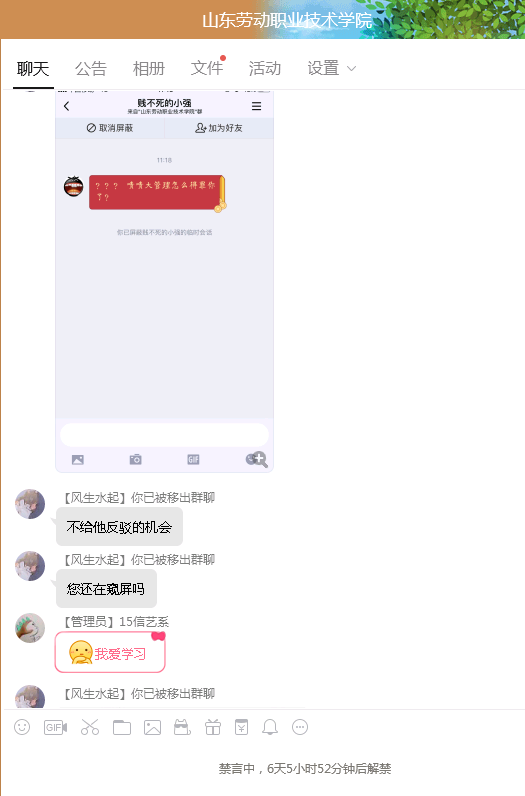 山东劳动职业技术学院
聊天 公告 相册 文件 活动 设置
贱不死的小强
来自"山东劳动职业技术学院"群
取消屏蔽 加为好友
11:18
？？？ 啃啃大管理怎么得罪你
了？
你已屏蔽贱不死的小强的临时会话
GIF
【风生水起】你已被移出群聊
不给他反驳的机会
【风生水起】你已被移出群聊
您还在窥屏吗
【管理员】15信艺系
我爱学习
【风生水起】你已被移出群聊
GIF
禁言中，6天5小时52分钟后解禁